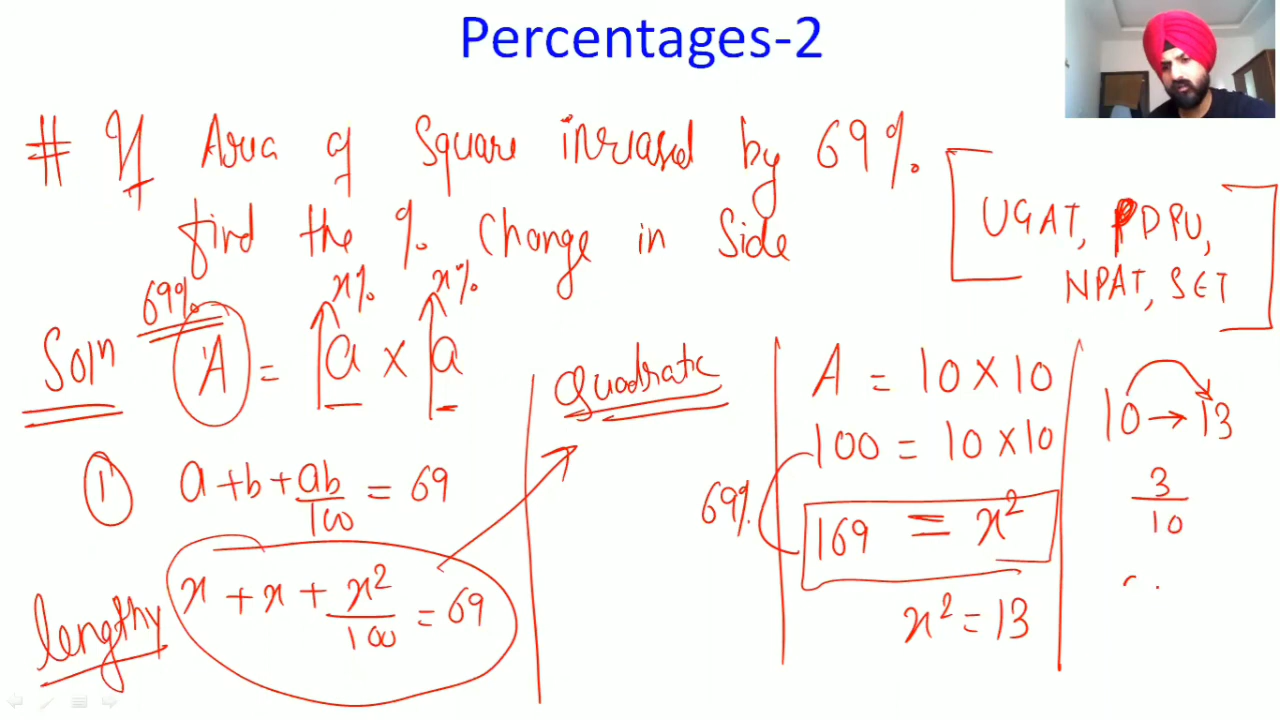 Percentages-2
# If Area of Square incrased by 69%.
find the % Change in Side
UGAT, PDPU,
NPAT, SET
Soln
69%
A = a × a
x% x%
① a+b+ab/100 = 69
lengthy
x + x + x²/100 = 69
Quadratic
A = 10 × 10
100 = 10 × 10
69%
169 = x²
x² = 13
10 → 13
3/10